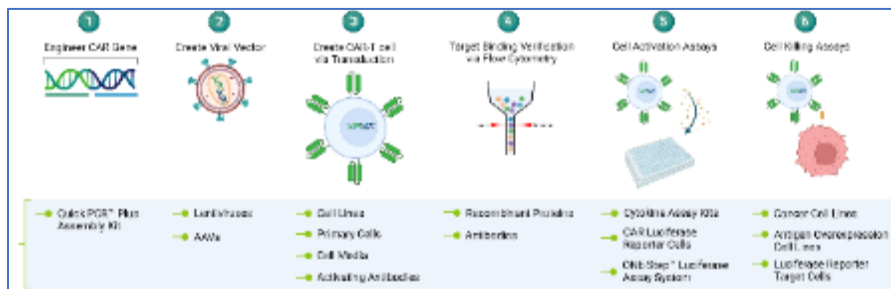 1
Engineer CAR Gene
2
Create Viral Vector
3
Create CAR-T cell
via Transduction
4
Target Binding Verification
via Flow Cytometry
5
Cell Activation Assays
6
Cell Killing Assays
Quick PCR™ Plus
Assembly Kit
Lentiviruses
AAVs
Cell Lines
Primary Cells
Cell Media
Activating Antibodies
Recombinant Proteins
Antibodies
Cytokine Assay Kits
CAR Luciferase
Reporter Cells
ONE-Step™ Luciferase
Assay System
Cancer Cell Lines
Antigen Overexpression
Cell Lines
Luciferase Reporter
Target Cells